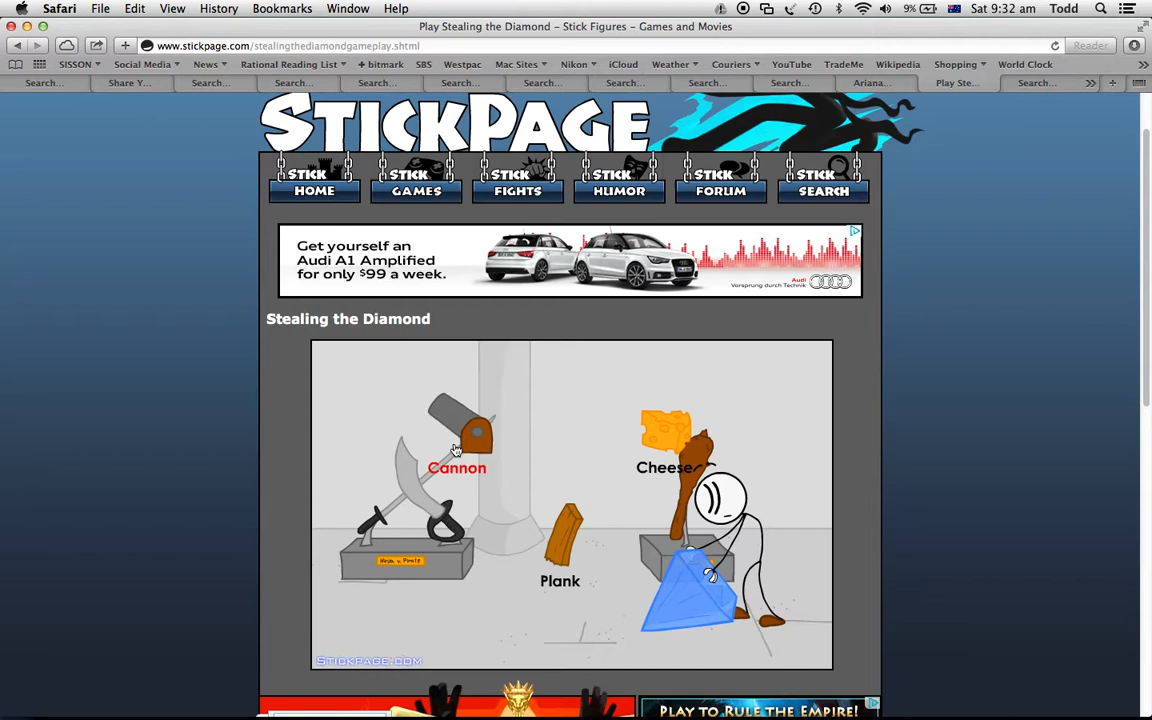 Safari File Edit View History Bookmarks Window Help 9% Sat 9:32 am Todd
Play Stealing the Diamond – Stick Figures – Games and Movies
www.stickpage.com/stealingthediamondgameplay.shtml Reader
SISSON Social Media News Rational Reading List + bitmark SBS Westpac Mac Sites Nikon iCloud Weather Couriers YouTube TradeMe Wikipedia Shopping World Clock
Search... Share Y... Search... Search... Search... Search... Search... Search... Search... Search... Ariana... Play Ste... Search...
STICKPAGE
STICK HOME
STICK GAMES
STICK FIGHTS
STICK HUMOR
STICK FORUM
STICK SEARCH
Get yourself an
Audi A1 Amplified
for only $99 a week.
Audi
Vorsprung durch Technik
Stealing the Diamond
Cannon
Cheese
Plank
Ninja v. Pirate
STICKPAGE.COM
PLAY TO RULE THE EMPIRE!